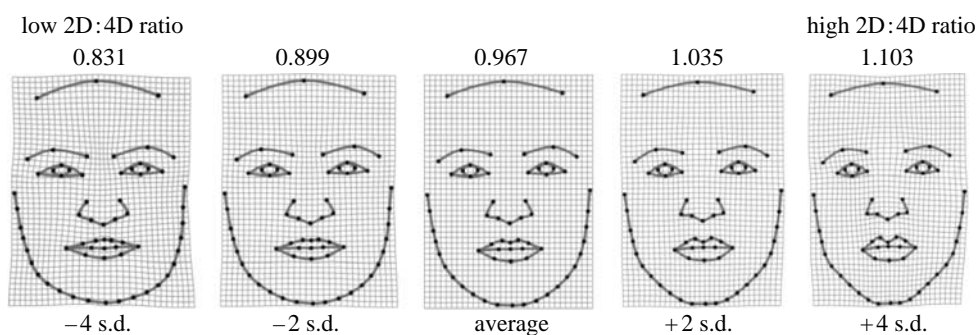 low 2D:4D ratio
high 2D:4D ratio
0.831
0.899
0.967
1.035
1.103
−4 s.d.
−2 s.d.
average
+2 s.d.
+4 s.d.